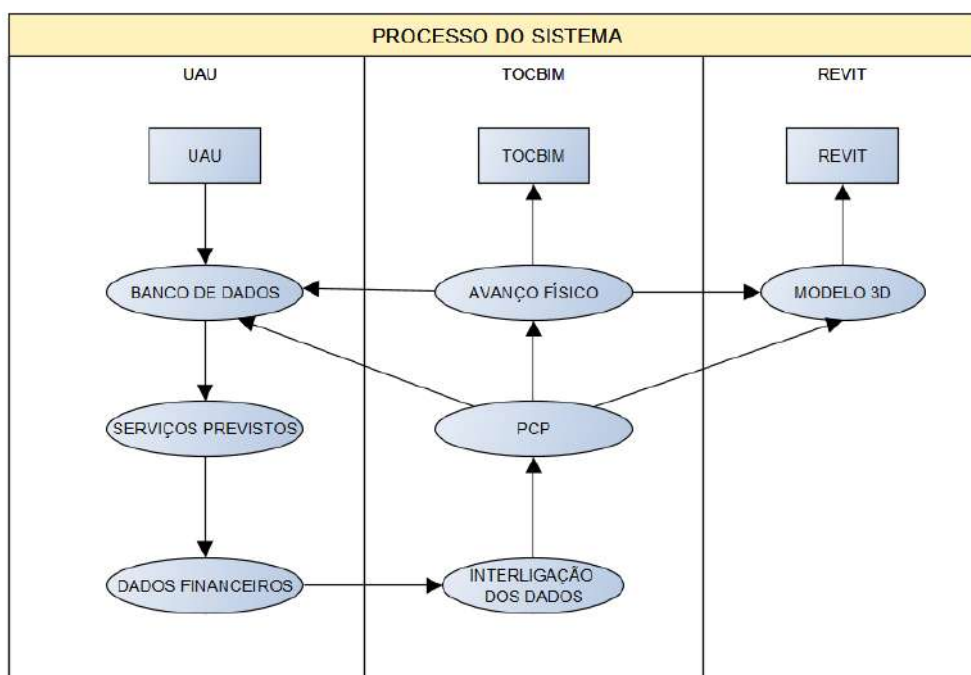 PROCESSO DO SISTEMA
UAU
TOCBIM
REVIT
UAU
TOCBIM
REVIT
BANCO DE DADOS
AVANÇO FÍSICO
MODELO 3D
SERVIÇOS PREVISTOS
PCP
DADOS FINANCEIROS
INTERLIGAÇÃO
DOS DADOS